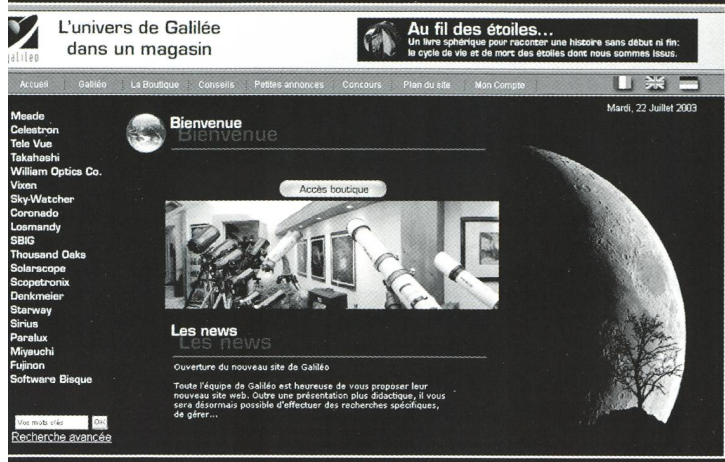 galileo
L'univers de Galilée
dans un magasin
Au fil des étoiles...
Un livre sphérique pour raconter une histoire sans début ni fin:
le cycle de vie et de mort des étoiles dont nous sommes issus.
Accueil Galiléo La Boutique Conseils Petites annonces Concours Plan du site Mon Compte
Mardi, 22 Juillet 2003
Meade
Celestron
Tele Vue
Takahashi
William Optics Co.
Vixen
Sky-Watcher
Coronado
Losmandy
SBIG
Thousand Oaks
Solarscope
Scopetronix
Denkmeier
Starway
Sirius
Paralux
Miyauchi
Fujinon
Software Bisque
Vos mots clés OK
Recherche avancée
Bienvenue
Bienvenue
Accès boutique
Les news
Les news
Ouverture du nouveau site de Galiléo
Toute l'équipe de Galiléo est heureuse de vous proposer leur
nouveau site web. Outre une présentation plus didactique, il vous
sera désormais possible d'effectuer des recherches spécifiques,
de gérer...